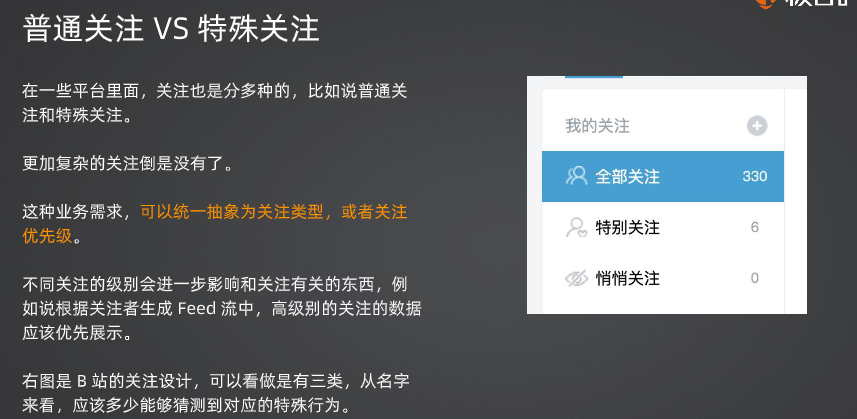 普通关注 VS 特殊关注
在一些平台里面，关注也是分多种的，比如说普通关
注和特殊关注。
更加复杂的关注倒是没有了。
这种业务需求，可以统一抽象为关注类型，或者关注
优先级。
不同关注的级别会进一步影响和关注有关的东西，例
如说根据关注者生成 Feed 流中，高级别的关注的数据
应该优先展示。
右图是 B 站的关注设计，可以看做是有三类，从名字
来看，应该多少能够猜测到对应的特殊行为。
我的关注
全部关注 330
特别关注 6
悄悄关注 0